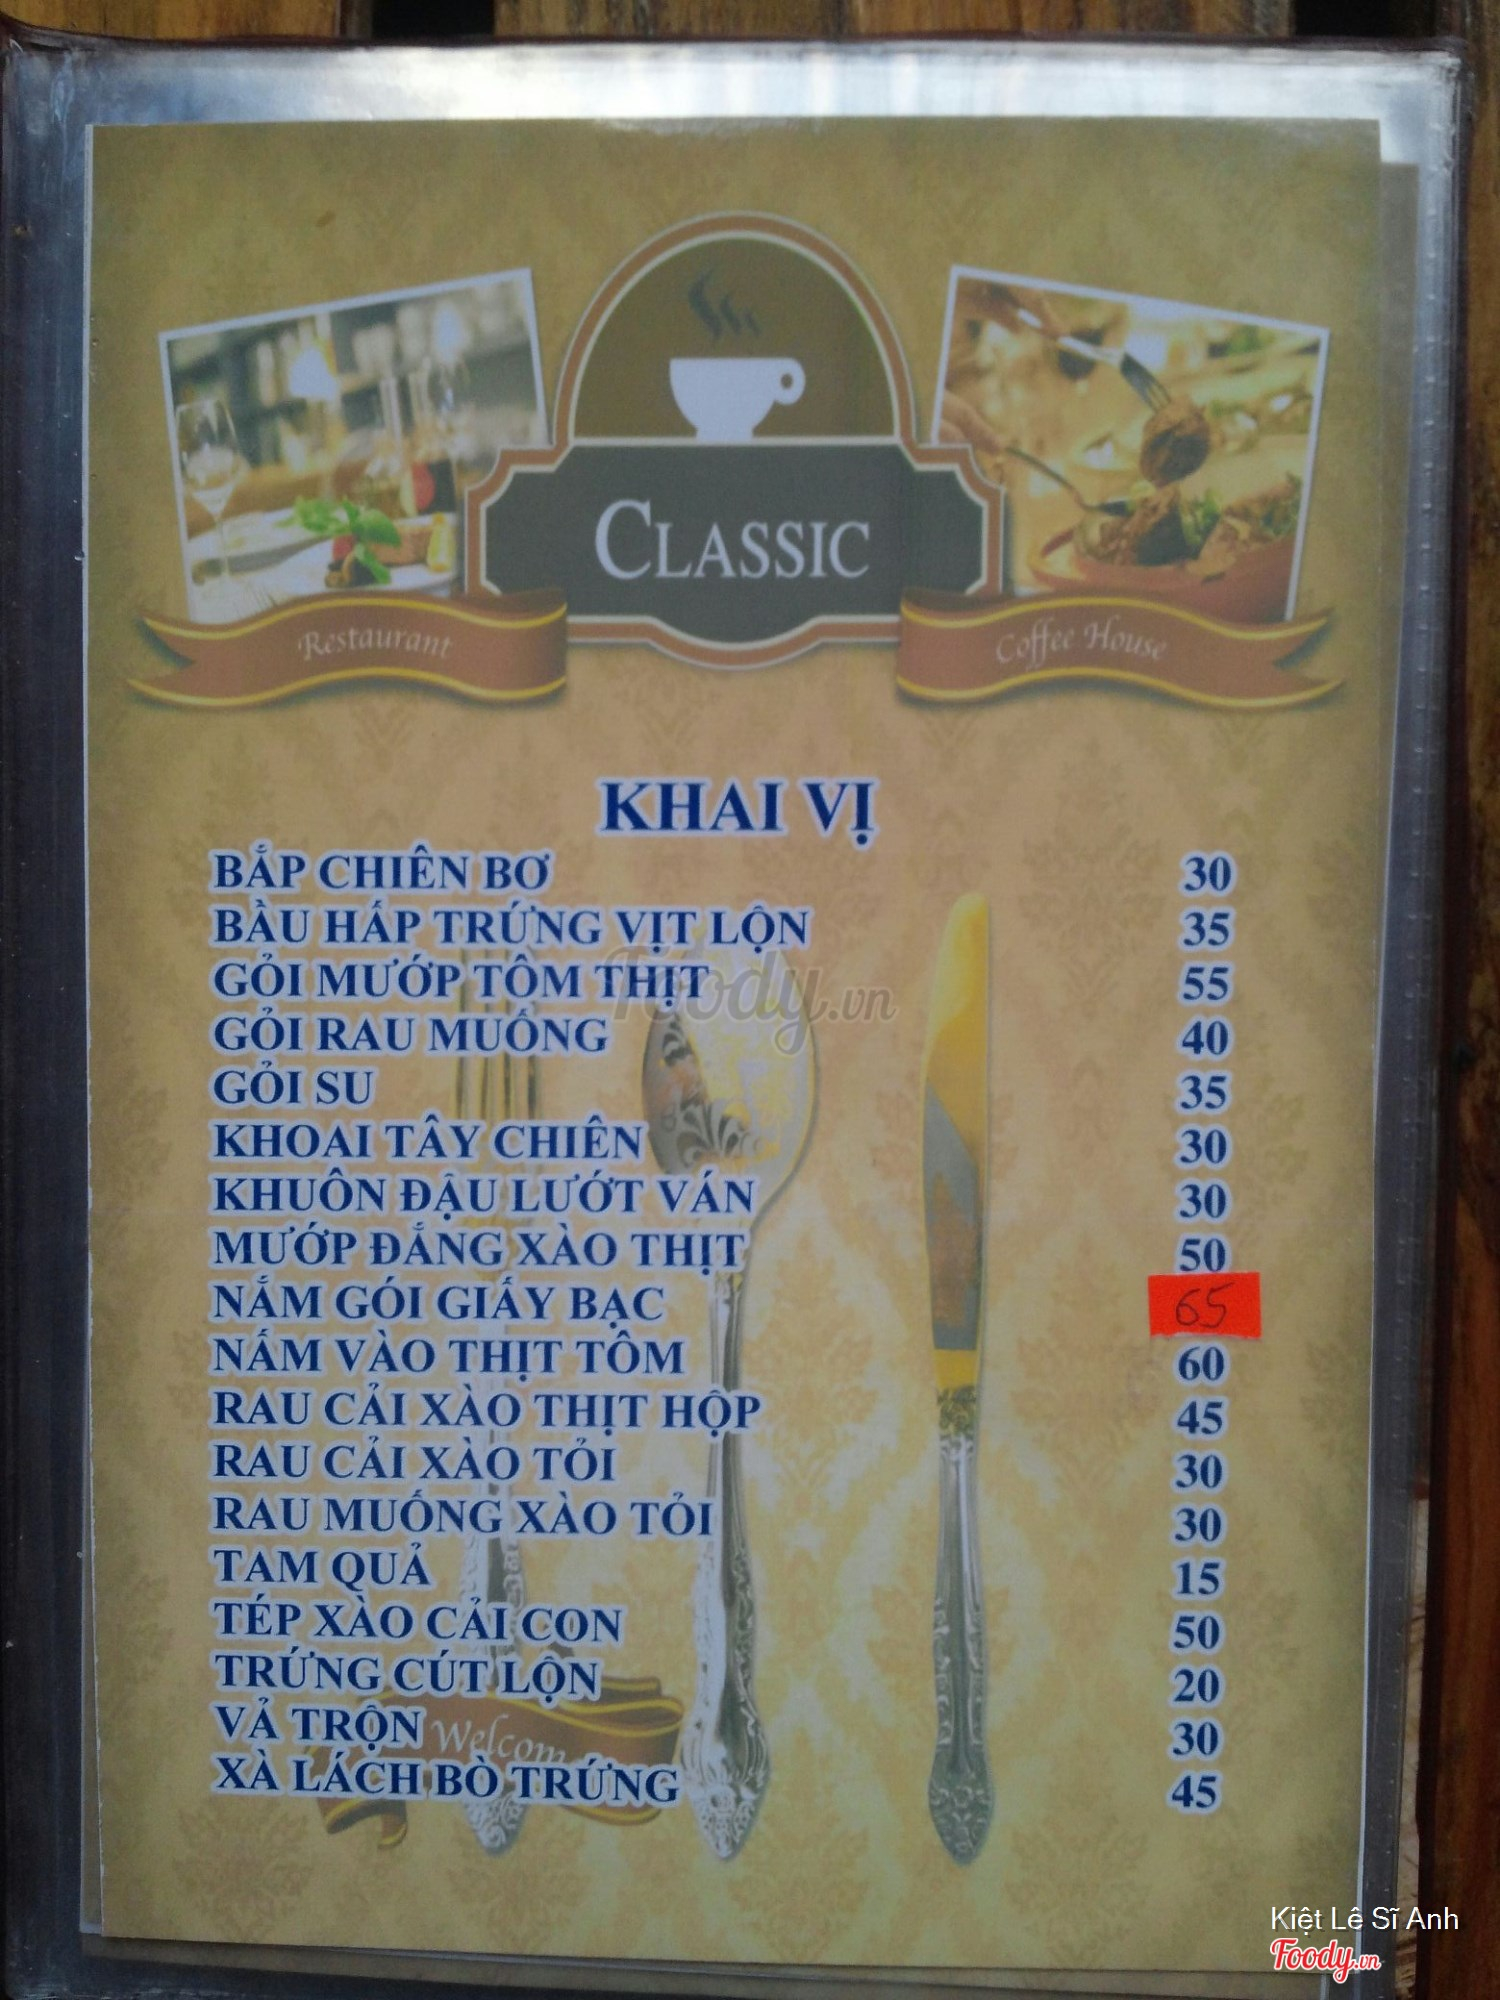 CLASSIC
Restaurant
Coffee House
KHAI VỊ
BẮP CHIÊN BƠ 30
BẦU HẤP TRỨNG VỊT LỘN 35
GỎI MƯỚP TÔM THỊT 55
Foody.vn
GỎI RAU MUỐNG 40
GỎI SU 35
KHOAI TÂY CHIÊN 30
KHUÔN ĐẬU LƯỚT VÁN 30
MƯỚP ĐẮNG XÀO THỊT 50
NẮM GÓI GIẤY BẠC 65
NẤM VÀO THỊT TÔM 60
RAU CẢI XÀO THỊT HỘP 45
RAU CẢI XÀO TỎI 30
RAU MUỐNG XÀO TỎI 30
TAM QUẢ 15
TÉP XÀO CẢI CON 50
TRỨNG CÚT LỘN 20
VẢ TRỘN 30
Welcom
XÀ LÁCH BÒ TRỨNG 45
Kiệt Lê Sĩ Anh
Foody.vn